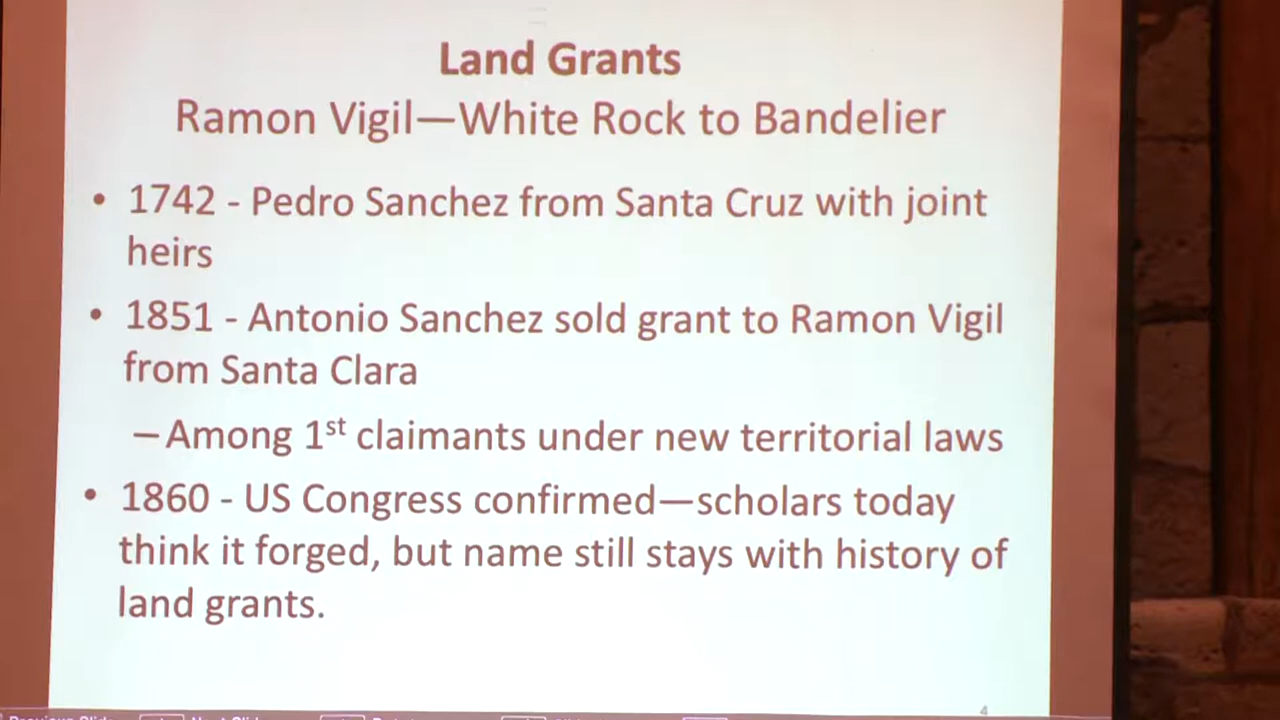 Land Grants
Ramon Vigil—White Rock to Bandelier
• 1742 - Pedro Sanchez from Santa Cruz with joint
heirs
• 1851 - Antonio Sanchez sold grant to Ramon Vigil
from Santa Clara
—Among 1st claimants under new territorial laws
• 1860 - US Congress confirmed—scholars today
think it forged, but name still stays with history of
land grants.
4